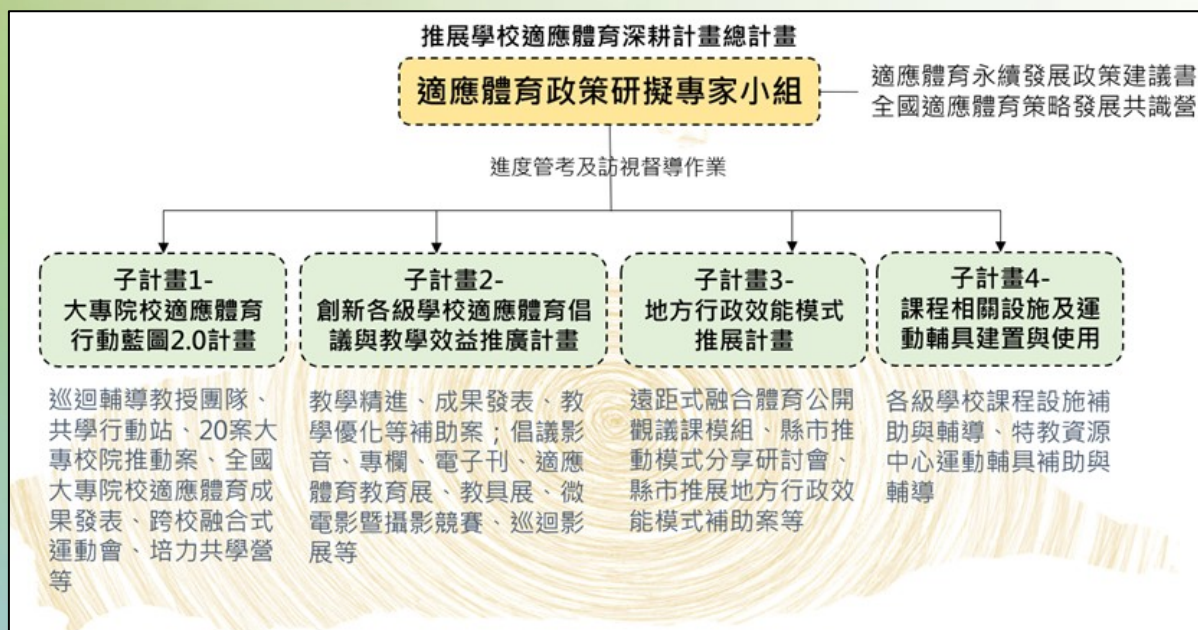 推展學校適應體育深耕計畫總計畫
適應體育政策研擬專家小組
適應體育永續發展政策建議書
全國適應體育策略發展共識營
進度管考及訪視督導作業
子計畫1-
大專院校適應體育
行動藍圖2.0計畫
巡迴輔導教授團隊、
共學行動站、20案大
專校院推動案、全國
大專院校適應體育成
果發表、跨校融合式
運動會、培力共學營
等
子計畫2-
創新各級學校適應體育倡
議與教學效益推廣計畫
教學精進、成果發表、教
學優化等補助案；倡議影
音、專欄、電子刊、適應
體育教育展、教具展、微
電影暨攝影競賽、巡迴影
展等
子計畫3-
地方行政效能模式
推展計畫
遠距式融合體育公開
觀議課模組、縣市推
動模式分享研討會、
縣市推展地方行政效
能模式補助案等
子計畫4-
課程相關設施及運
動輔具建置與使用
各級學校課程設施補
助與輔導、特教資源
中心運動輔具補助與
輔導